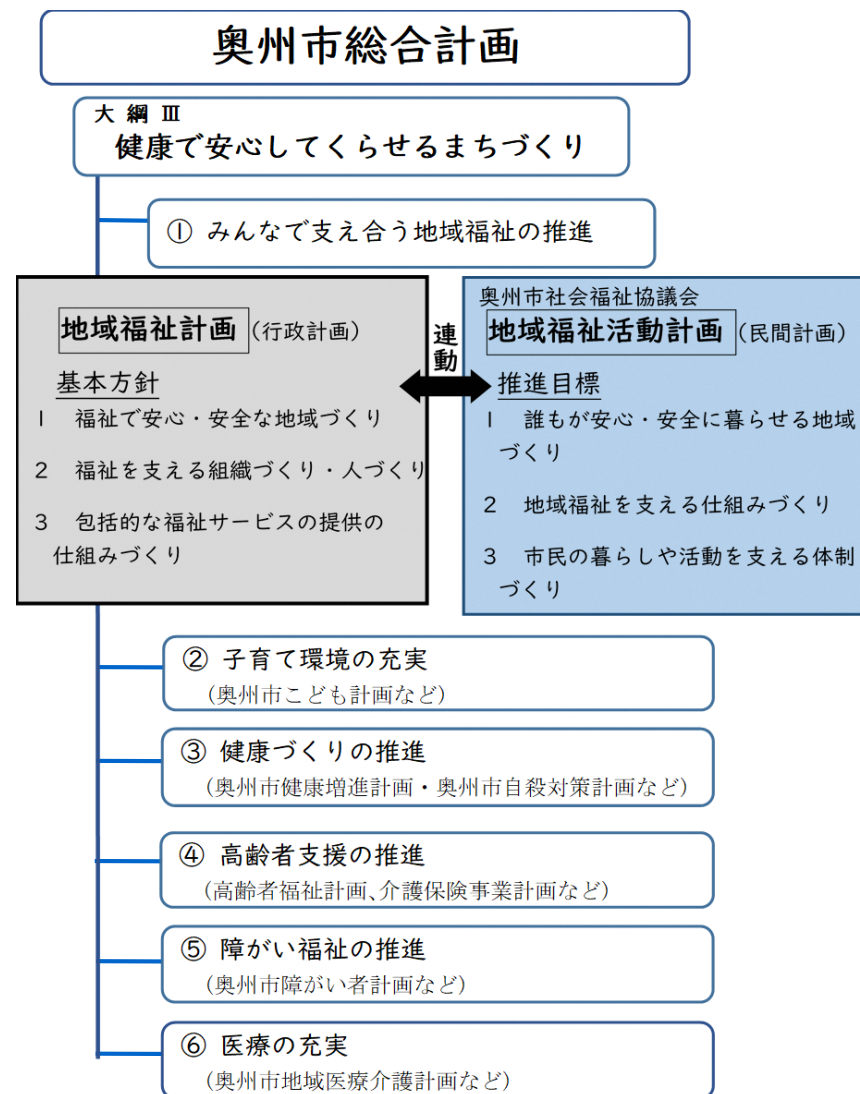 奥州市総合計画
大 綱 Ⅲ
健康で安心してくらせるまちづくり
① みんなで支え合う地域福祉の推進
地域福祉計画 (行政計画)
基本方針
1 福祉で安心・安全な地域づくり
2 福祉を支える組織づくり・人づくり
3 包括的な福祉サービスの提供の
仕組みづくり
連動
奥州市社会福祉協議会
地域福祉活動計画 (民間計画)
推進目標
1 誰もが安心・安全に暮らせる地域
づくり
2 地域福祉を支える仕組みづくり
3 市民の暮らしや活動を支える体制
づくり
② 子育て環境の充実
(奥州市こども計画など)
③ 健康づくりの推進
(奥州市健康増進計画・奥州市自殺対策計画など)
④ 高齢者支援の推進
(高齢者福祉計画、介護保険事業計画など)
⑤ 障がい福祉の推進
(奥州市障がい者計画など)
⑥ 医療の充実
(奥州市地域医療介護計画など)